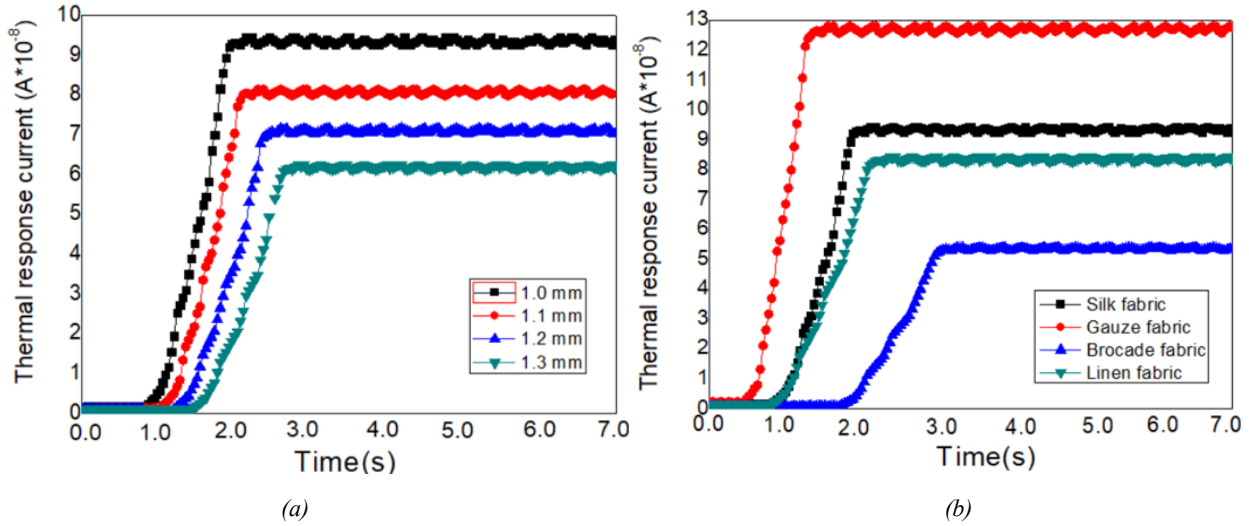 Thermal response current (A*10⁻⁸)
10
9
8
7
6
5
4
3
2
1
0
0.0 1.0 2.0 3.0 4.0 5.0 6.0 7.0
Time(s)
1.0 mm
1.1 mm
1.2 mm
1.3 mm
(a)
Thermal response current (A*10⁻⁸)
13
12
11
10
9
8
7
6
5
4
3
2
1
0
0.0 1.0 2.0 3.0 4.0 5.0 6.0 7.0
Time(s)
Silk fabric
Gauze fabric
Brocade fabric
Linen fabric
(b)